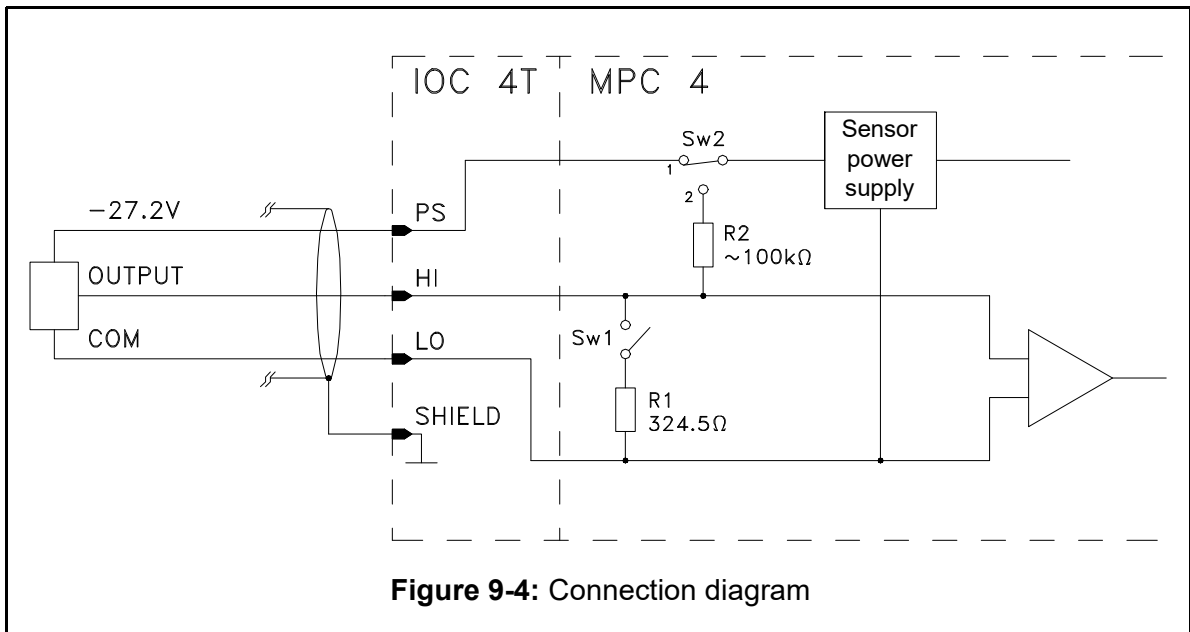 IOC 4T
MPC 4
Sensor
power
supply
Sw2
1
2
-27.2V
PS
R2
~100kΩ
OUTPUT
HI
COM
LO
Sw1
R1
324.5Ω
SHIELD
Figure 9-4: Connection diagram